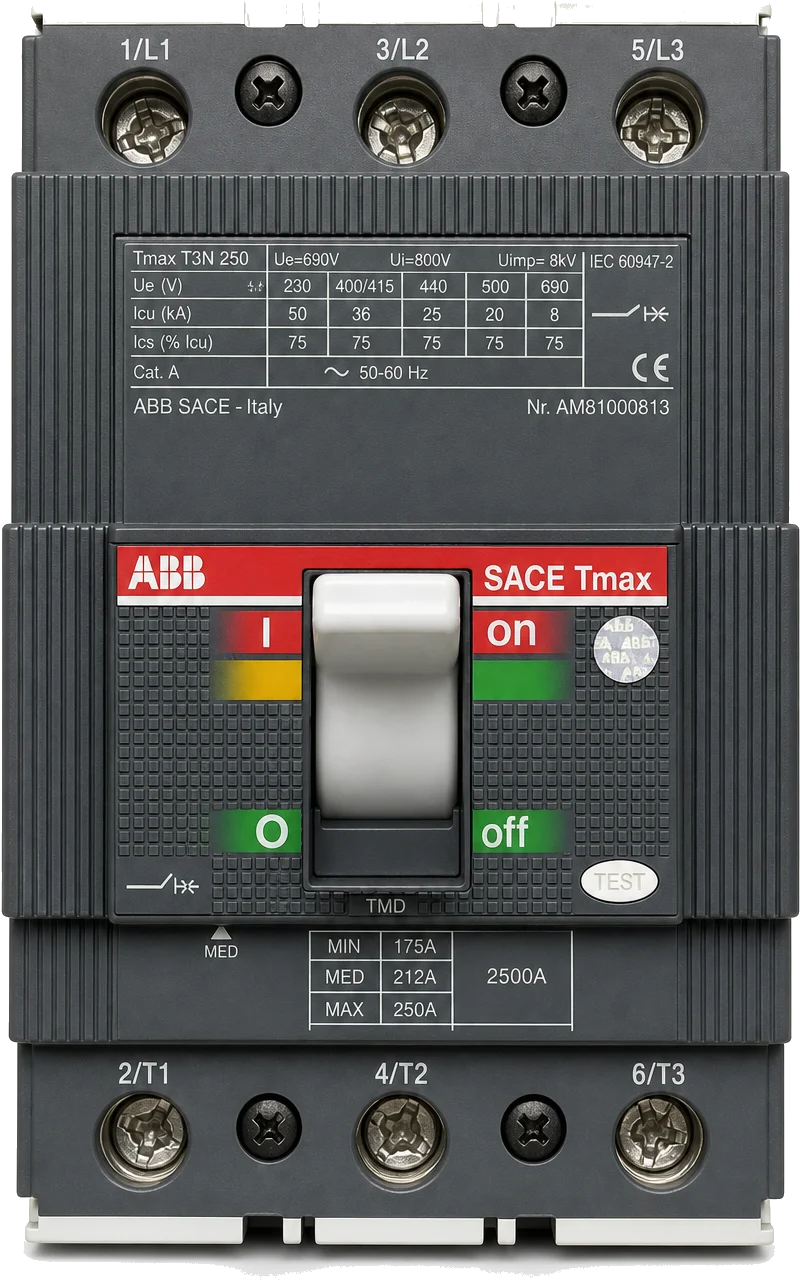 1/L1 3/L2 5/L3
Tmax T3N 250 Ue=690V Ui=800V Uimp= 8kV IEC 60947-2
Ue (V) 230 400/415 440 500 690
Icu (kA) 50 36 25 20 8
Ics (% Icu) 75 75 75 75 75
Cat. A ~ 50-60 Hz CE
ABB SACE - Italy Nr. AM81000813
ABB SACE Tmax
I on
O off
TEST
TMD
MED
MIN 175A
MED 212A 2500A
MAX 250A
2/T1 4/T2 6/T3